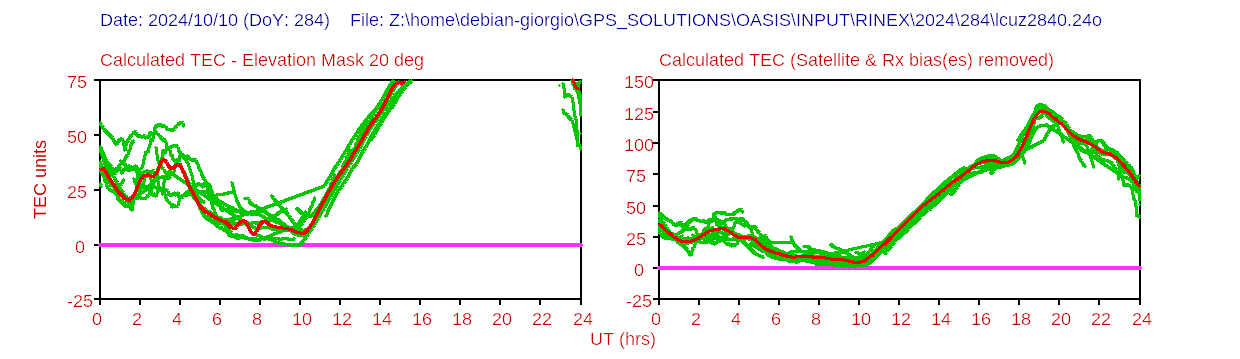 Date: 2024/10/10 (DoY: 284) File: Z:\home\debian-giorgio\GPS_SOLUTIONS\OASIS\INPUT\RINEX\2024\284\lcuz2840.24o
Calculated TEC - Elevation Mask 20 deg
TEC units
75
50
25
0
-25
0 2 4 6 8 10 12 14 16 18 20 22 24
Calculated TEC (Satellite & Rx bias(es) removed)
150
125
100
75
50
25
0
-25
0 2 4 6 8 10 12 14 16 18 20 22 24
UT (hrs)